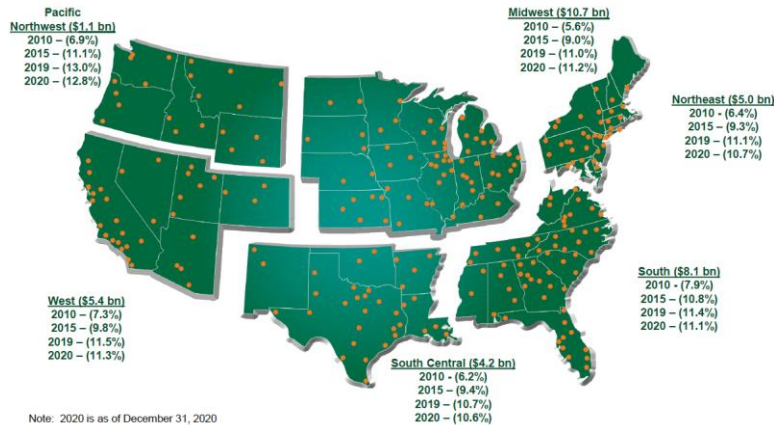 Pacific
Northwest ($1.1 bn)
2010 – (6.9%)
2015 – (11.1%)
2019 – (13.0%)
2020 – (12.8%)
Midwest ($10.7 bn)
2010 – (5.6%)
2015 – (9.0%)
2019 – (11.0%)
2020 – (11.2%)
Northeast ($5.0 bn)
2010 - (6.4%)
2015 – (9.3%)
2019 – (11.1%)
2020 – (10.7%)
West ($5.4 bn)
2010 – (7.3%)
2015 – (9.8%)
2019 – (11.5%)
2020 – (11.3%)
South Central ($4.2 bn)
2010 - (6.2%)
2015 – (9.4%)
2019 – (10.7%)
2020 – (10.6%)
South ($8.1 bn)
2010 - (7.9%)
2015 – (10.8%)
2019 – (11.4%)
2020 – (11.1%)
Note: 2020 is as of December 31, 2020